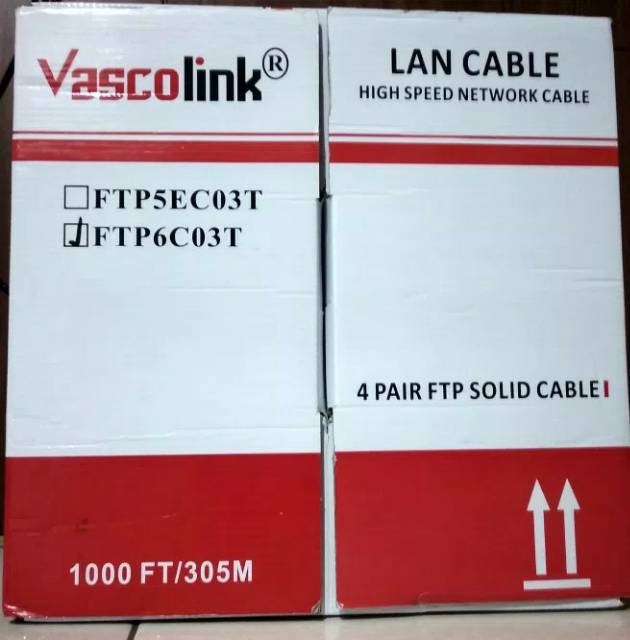 Vascolink®
LAN CABLE
HIGH SPEED NETWORK CABLE
FTP5EC03T
FTP6C03T
4 PAIR FTP SOLID CABLE
1000 FT/305M